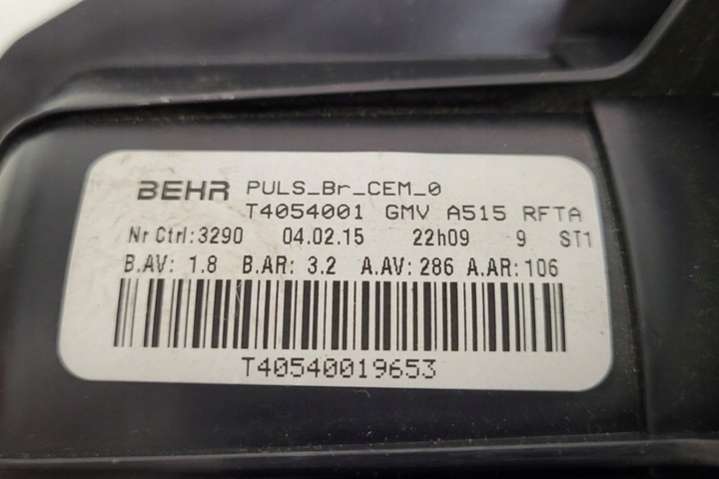 BEHR PULS_Br_CEM_0
T4054001 GMV A515 RFTA
Nr Ctrl:3290 04.02.15 22h09 9 ST1
B.AV: 1.8 B.AR: 3.2 A.AV: 286 A.AR: 106
T40540019653